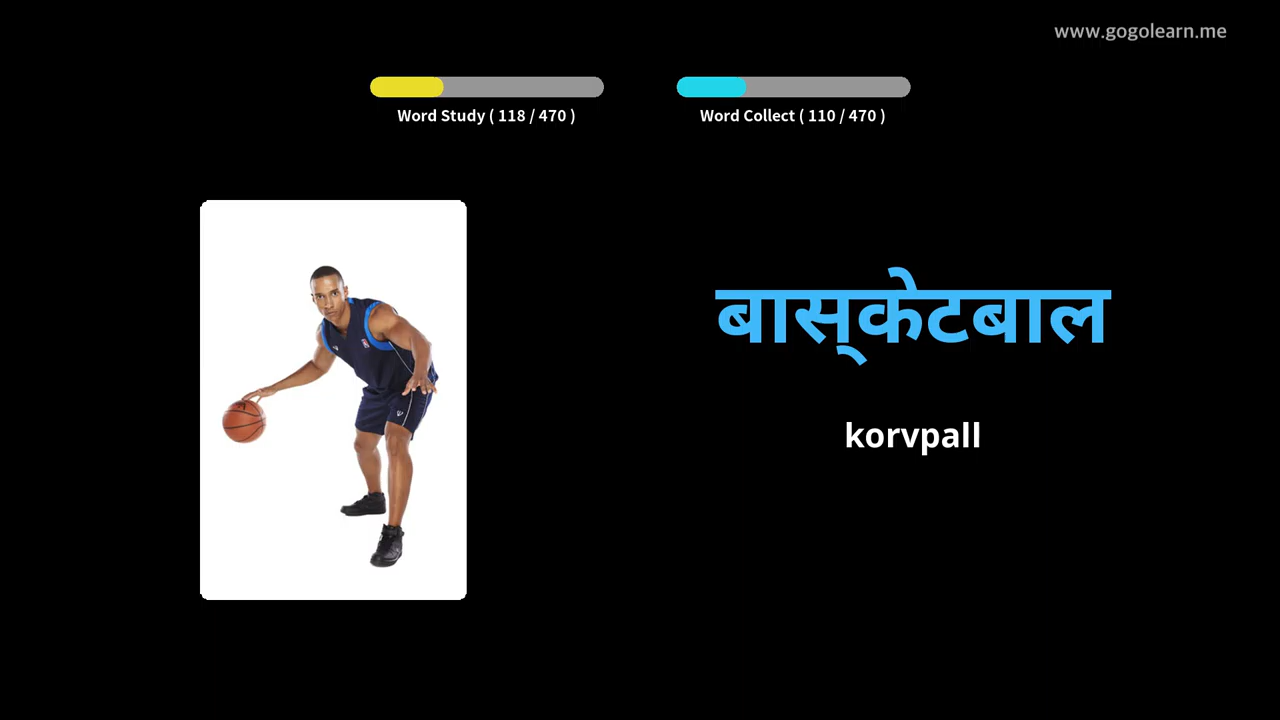 www.gogolearn.me
Word Study ( 118 / 470 )
Word Collect ( 110 / 470 )
बास्‌केटबाल
korvpall